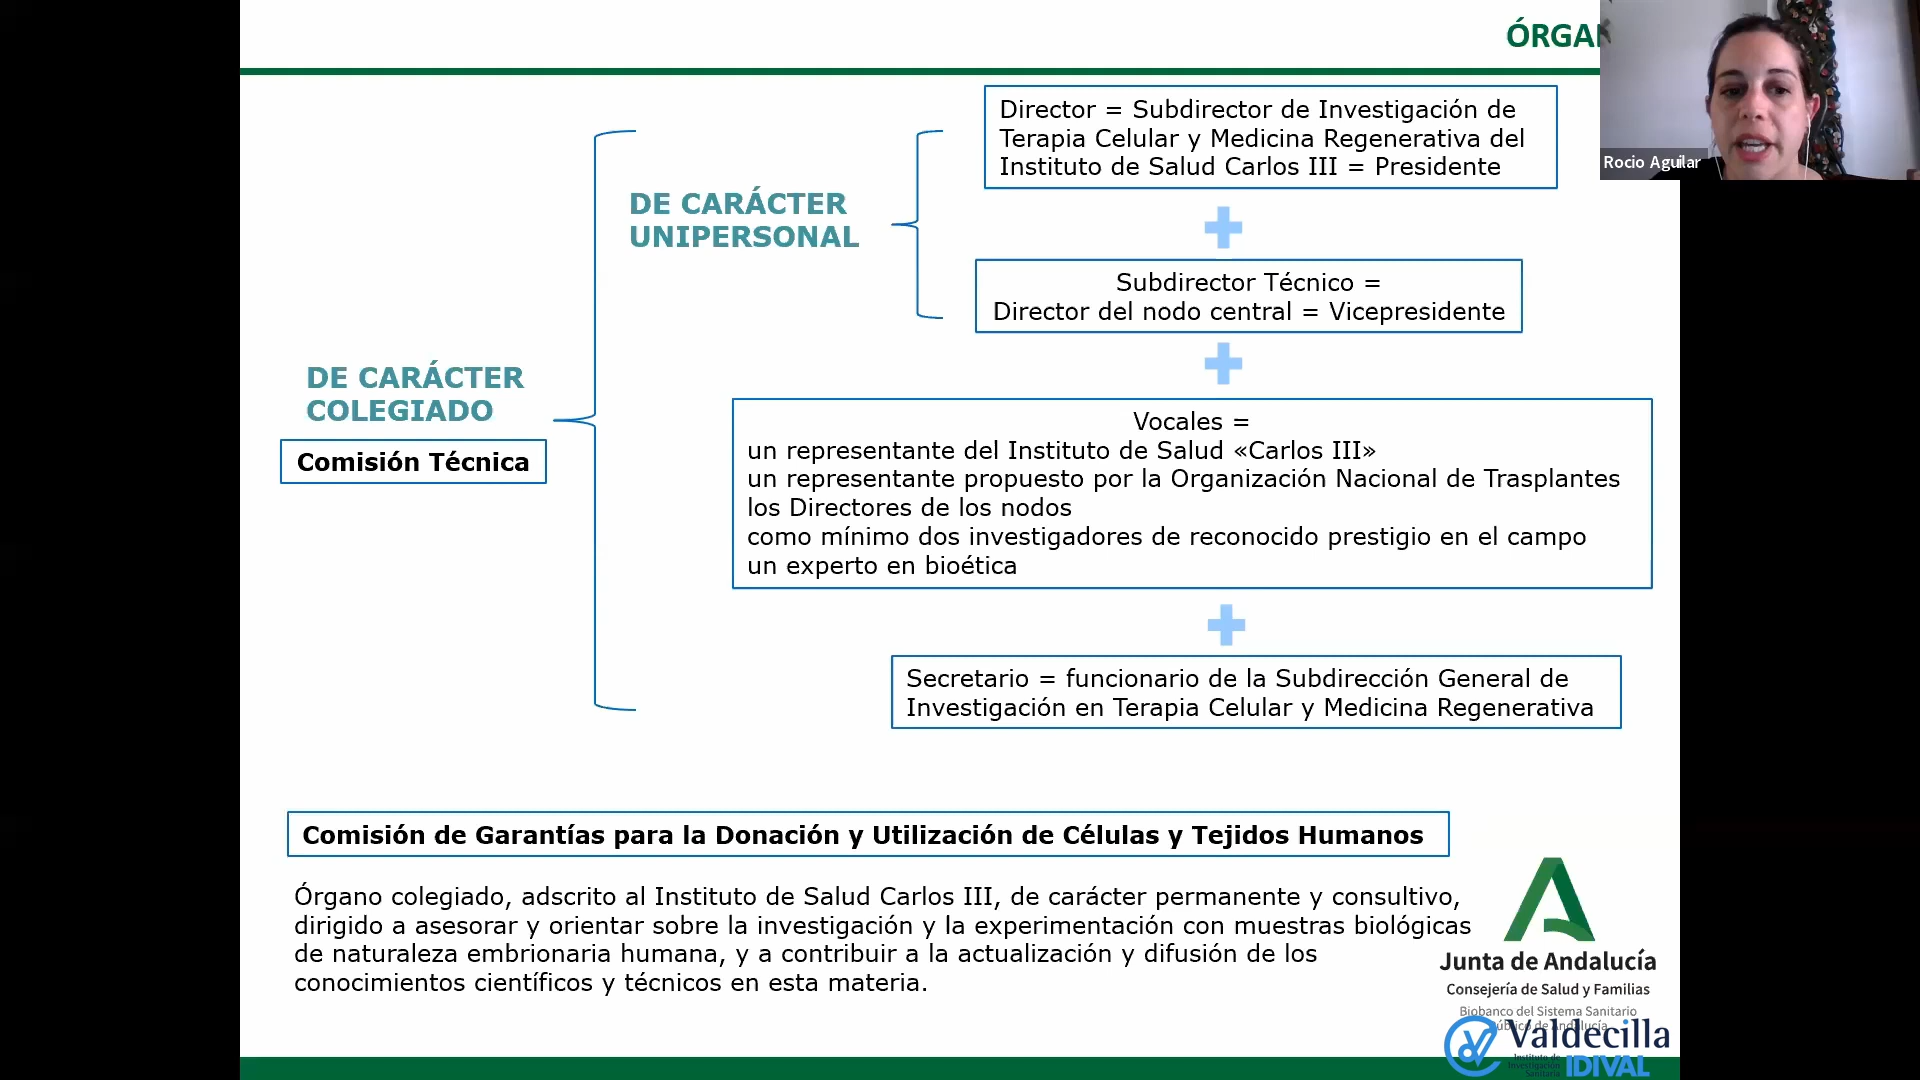 ÓRGA
Rocio Aguilar
Director = Subdirector de Investigación de
Terapia Celular y Medicina Regenerativa del
Instituto de Salud Carlos III = Presidente
DE CARÁCTER
UNIPERSONAL
Subdirector Técnico =
Director del nodo central = Vicepresidente
DE CARÁCTER
COLEGIADO
Comisión Técnica
Vocales =
un representante del Instituto de Salud «Carlos III»
un representante propuesto por la Organización Nacional de Trasplantes
los Directores de los nodos
como mínimo dos investigadores de reconocido prestigio en el campo
un experto en bioética
Secretario = funcionario de la Subdirección General de
Investigación en Terapia Celular y Medicina Regenerativa
Comisión de Garantías para la Donación y Utilización de Células y Tejidos Humanos
Órgano colegiado, adscrito al Instituto de Salud Carlos III, de carácter permanente y consultivo,
dirigido a asesorar y orientar sobre la investigación y la experimentación con muestras biológicas
de naturaleza embrionaria humana, y a contribuir a la actualización y difusión de los
conocimientos científicos y técnicos en esta materia.
Junta de Andalucía
Consejería de Salud y Familias
Biobanco del Sistema Sanitario
Público de Andalucía
Valdecilla
Instituto de
Investigación
Sanitaria
IDIVAL